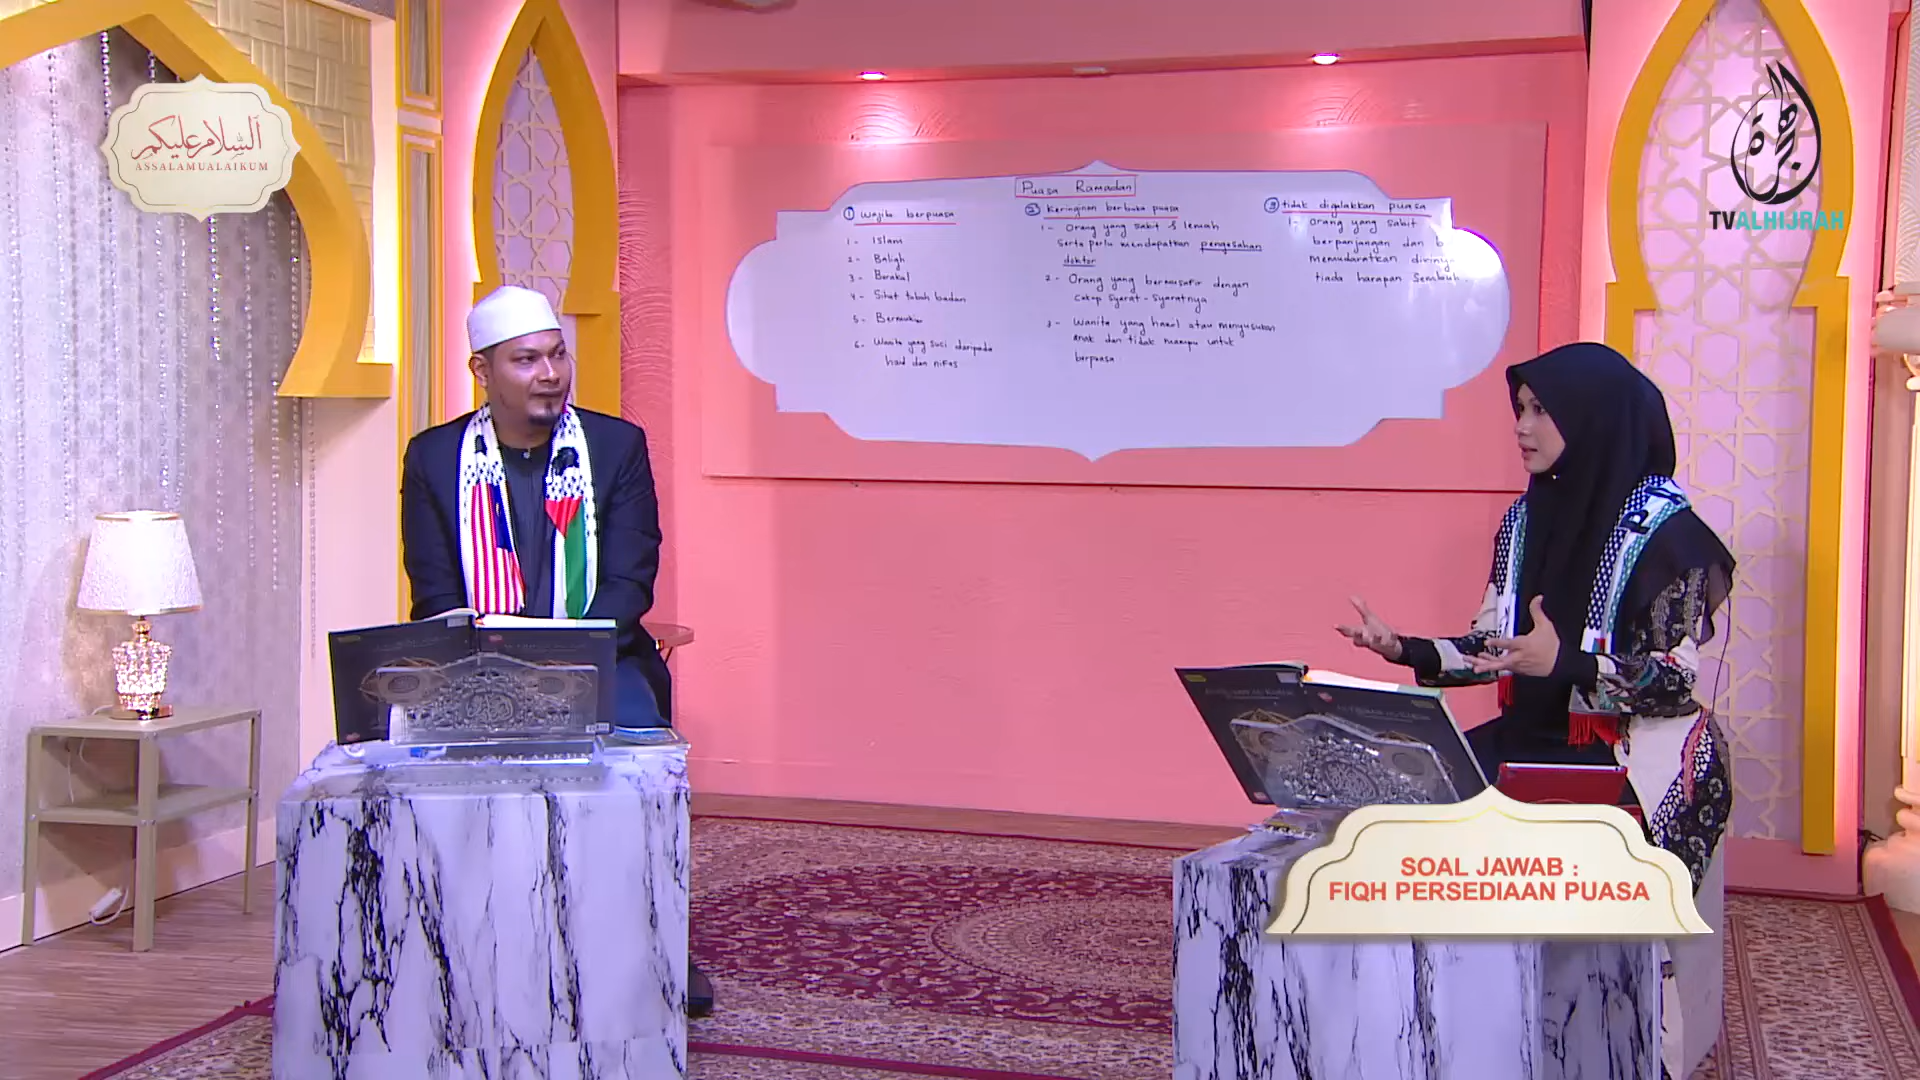 السلام عليكم
ASSALAMUALAIKUM
الهجرة
TVALHIJRAH
Puasa Ramadan
① Wajib berpuasa
1- Islam
2- Baligh
3- Berakal
4- Sihat tubuh badan
5- Bermukim
6- Wanita yang suci daripada
haid dan nifas
② Keringinan berbuka puasa
1- Orang yang sakit & lemah
serta perlu mendapatkan pengesahan
doktor
2- Orang yang bermusafir dengan
cukup syarat-syaratnya
3- Wanita yang hamil atau menyusukan
anak dan tidak mampu untuk
berpuasa
③ tidak digalakkan puasa
1- Orang yang sakit
berpanjangan dan
memudaratkan
tiada harapan sembuh.
SOAL JAWAB :
FIQH PERSEDIAAN PUASA